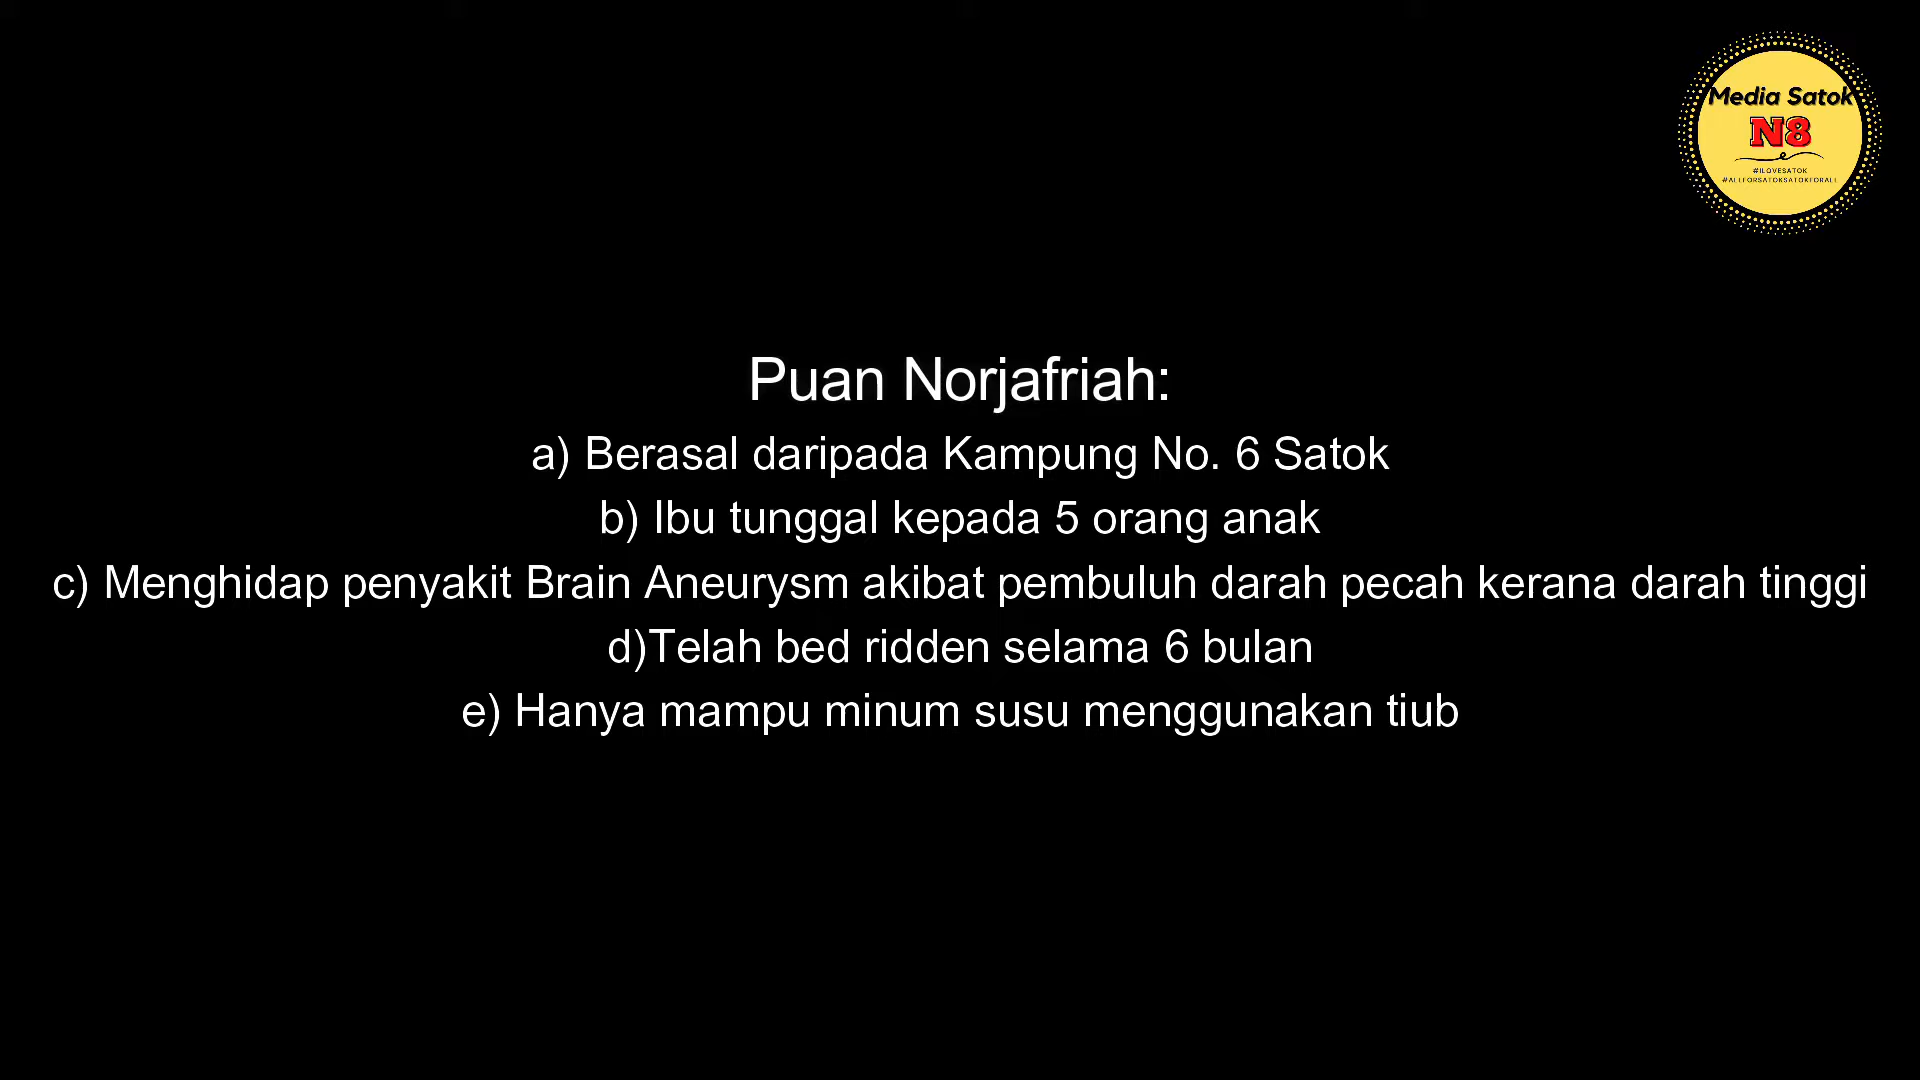 Media Satok
N8
#ILOVESATOK
#ALLFORSATOKSATOKFORALL
Puan Norjafriah:
a) Berasal daripada Kampung No. 6 Satok
b) Ibu tunggal kepada 5 orang anak
c) Menghidap penyakit Brain Aneurysm akibat pembuluh darah pecah kerana darah tinggi
d)Telah bed ridden selama 6 bulan
e) Hanya mampu minum susu menggunakan tiub